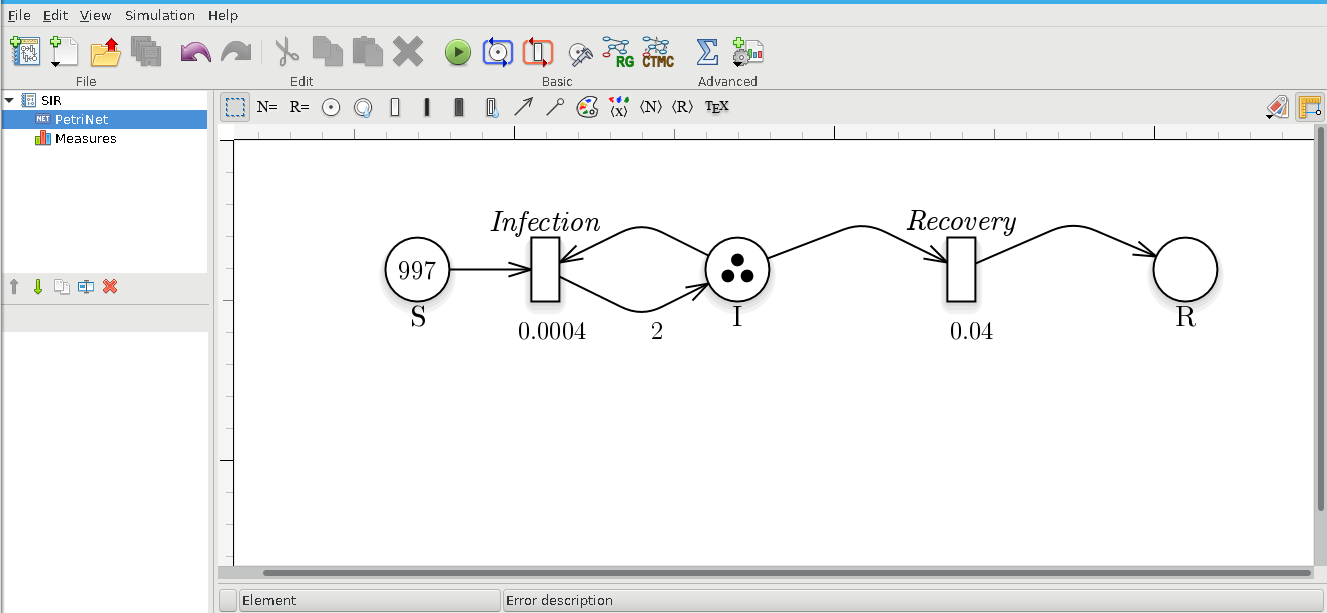 File Edit View Simulation Help
RG CTMC
File Edit Basic Advanced
SIR
NET PetriNet
Measures
N= R= ⟨X⟩ ⟨N⟩ ⟨R⟩ TEX
Infection Recovery
997
S I R
0.0004 2 0.04
Element Error description